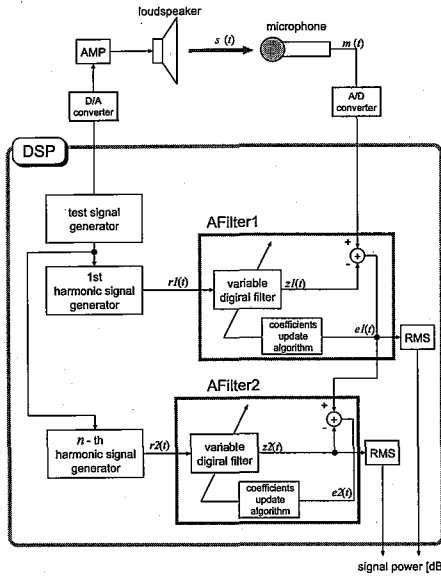 loudspeaker
microphone
AMP
s (t)
m (t)
D/A
converter
A/D
converter
DSP
test signal
generator
AFilter1
+
+
-
1st
harmonic signal
generator
r1(t)
variable
digiral filter
z1(t)
coefficients
update
algorithm
e1(t)
RMS
AFilter2
+
+
-
n - th
harmonic signal
generator
r2(t)
variable
digiral filter
z2(t)
RMS
coefficients
update
algorithm
e2(t)
signal power [dB